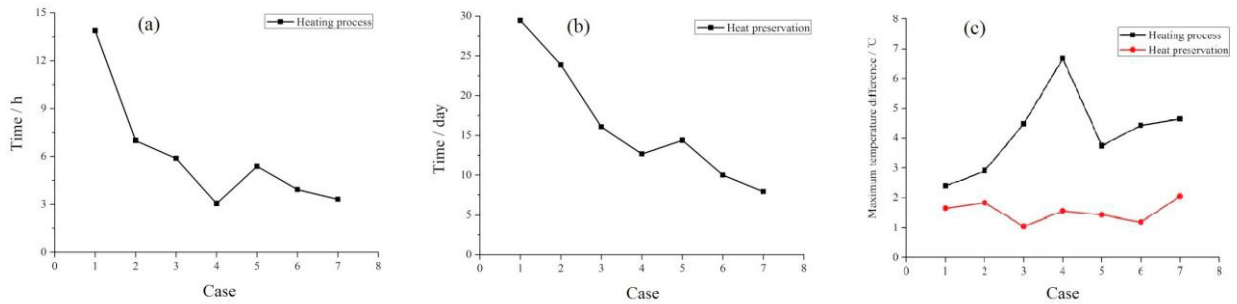 (a)
Heating process
Time / h
15
12
9
6
3
0
0 1 2 3 4 5 6 7 8
Case
(b)
Heat preservation
Time / day
30
25
20
15
10
5
0
0 1 2 3 4 5 6 7 8
Case
(c)
Heating process
Heat preservation
Maximum temperature difference / ℃
8
7
6
5
4
3
2
1
0
0 1 2 3 4 5 6 7 8
Case